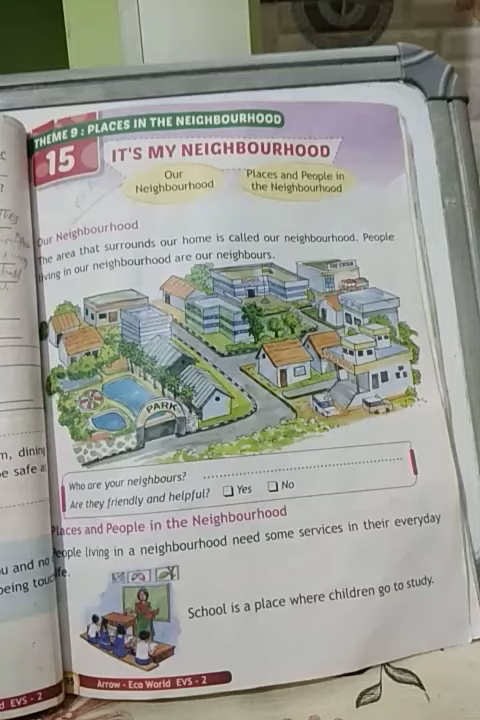 THEME 9 : PLACES IN THE NEIGHBOURHOOD
15
IT'S MY NEIGHBOURHOOD
Our
Neighbourhood
Places and People in
the Neighbourhood
Our Neighbourhood
The area that surrounds our home is called our neighbourhood. People
living in our neighbourhood are our neighbours.
PARK
Who are your neighbours?
Are they friendly and helpful? ☐ Yes ☐ No
Places and People in the Neighbourhood
People living in a neighbourhood need some services in their everyday
life.
School is a place where children go to study.
Arrow - Eco World EVS - 2
m, dining
be safe
u and no
being
EVS - 2